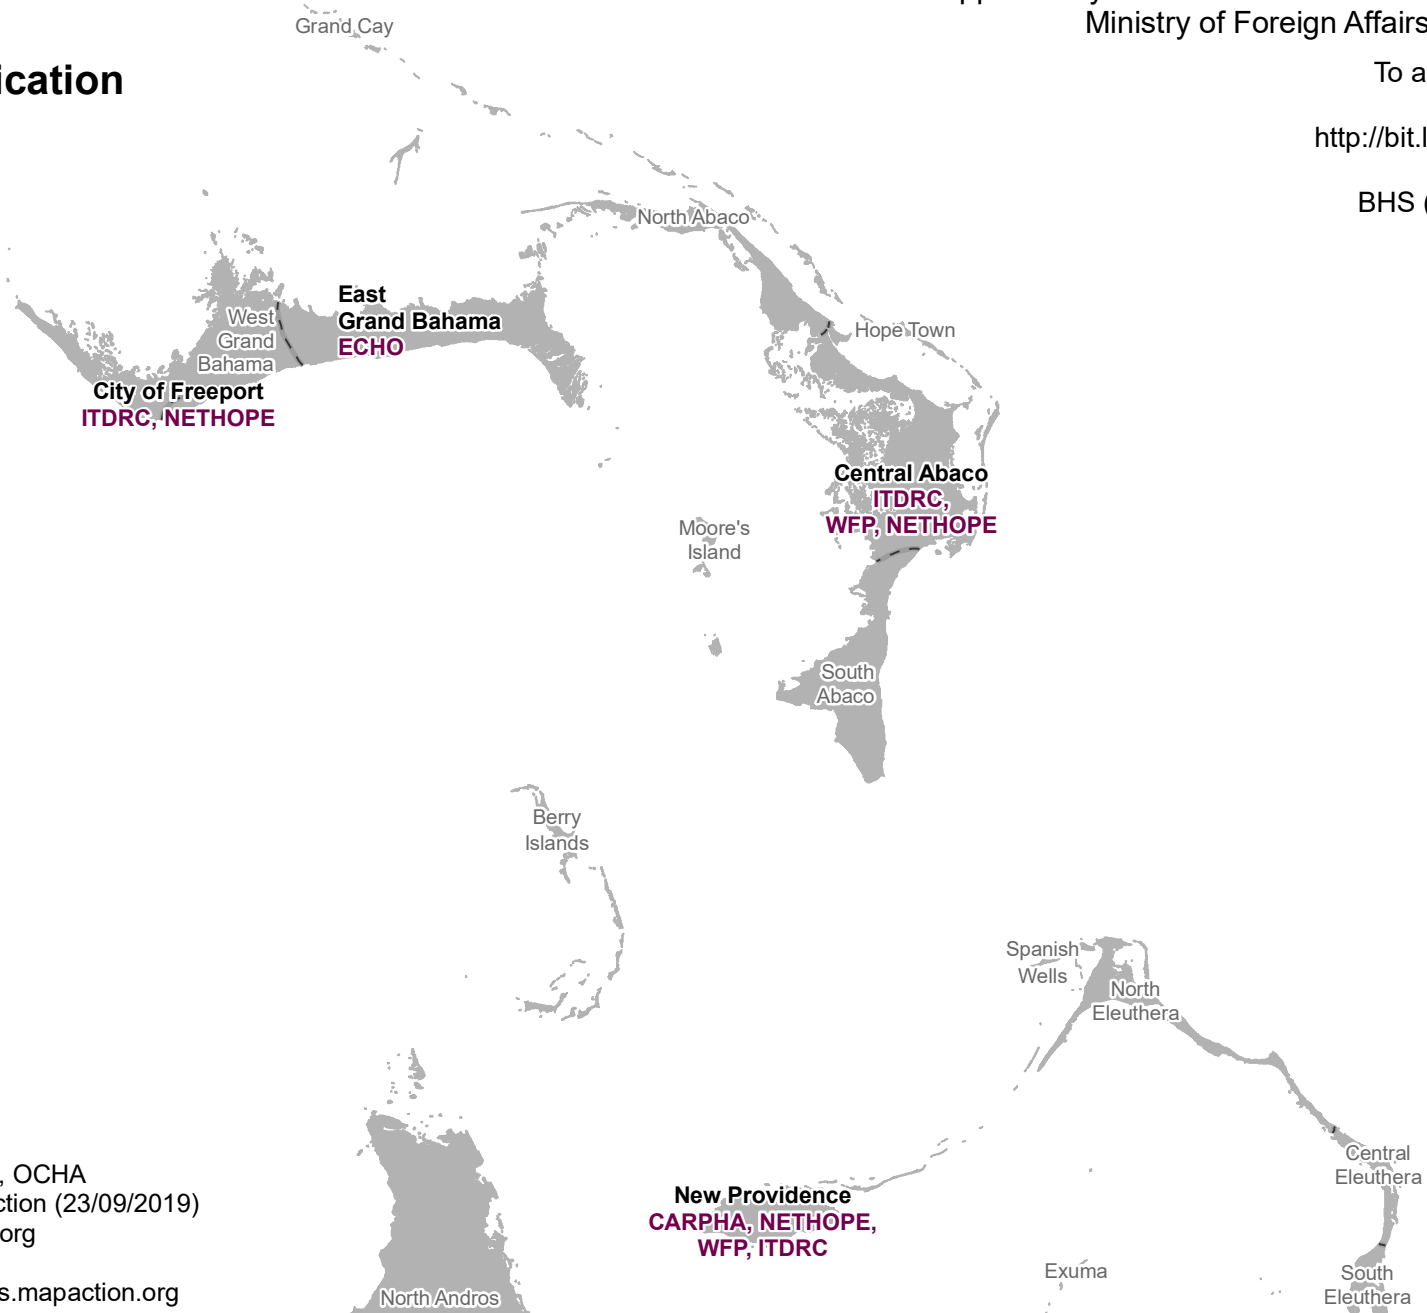 Grand Cay
Ministry of Foreign Affairs
To a
ication
http://bit.l
BHS (
North Abaco
East
Grand Bahama
ECHO
West
Grand
Bahama
Hope Town
City of Freeport
ITDRC, NETHOPE
Central Abaco
ITDRC,
WFP, NETHOPE
Moore's
Island
South
Abaco
Berry
Islands
Spanish
Wells
North
Eleuthera
Central
Eleuthera
, OCHA
ction (23/09/2019)
org
s.mapaction.org
New Providence
CARPHA, NETHOPE,
WFP, ITDRC
Exuma
South
Eleuthera
North Andros